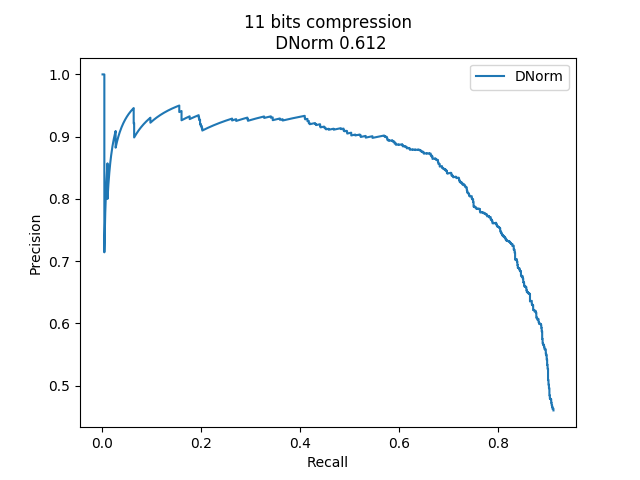 11 bits compression
DNorm 0.612
DNorm
1.0
0.9
0.8
0.7
0.6
0.5
Precision
0.0 0.2 0.4 0.6 0.8
Recall